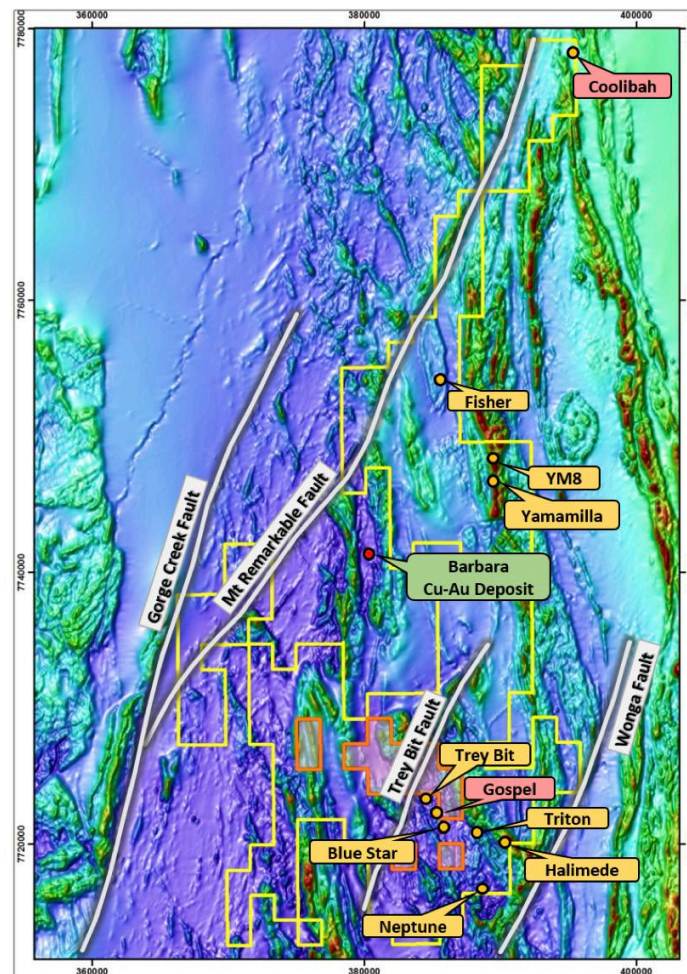 360000
380000
400000
7780000
Coolibah
7760000
Fisher
YM8
Yamamilla
Gorge Creek Fault
Mt Remarkable Fault
7740000
Barbara
Cu-Au Deposit
Wonga Fault
Trey Bit Fault
Trey Bit
Gospel
Triton
7720000
Blue Star
Halimede
Neptune
360000
380000
400000